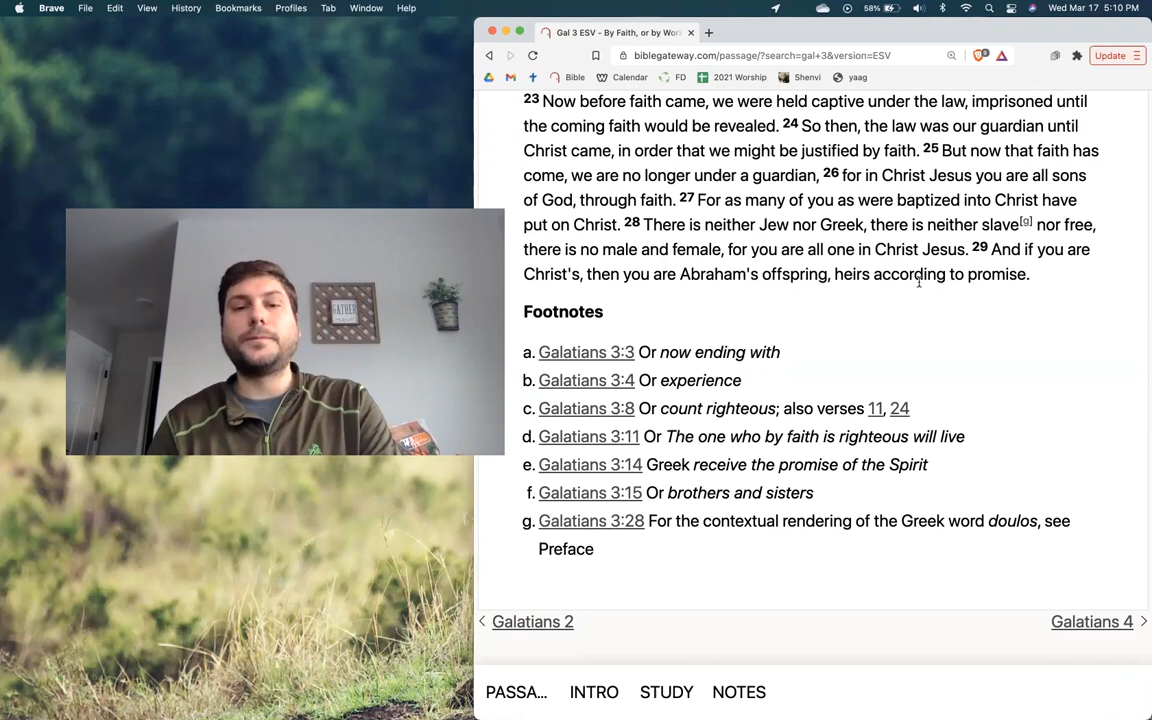 Brave File Edit View History Bookmarks Profiles Tab Window Help 58% Wed Mar 17 5:10 PM
Gal 3 ESV - By Faith, or by Wor
biblegateway.com/passage/?search=gal+3&version=ESV Update
Bible Calendar FD 2021 Worship Shenvi yaag
23 Now before faith came, we were held captive under the law, imprisoned until
the coming faith would be revealed. 24 So then, the law was our guardian until
Christ came, in order that we might be justified by faith. 25 But now that faith has
come, we are no longer under a guardian, 26 for in Christ Jesus you are all sons
of God, through faith. 27 For as many of you as were baptized into Christ have
put on Christ. 28 There is neither Jew nor Greek, there is neither slave[g] nor free,
there is no male and female, for you are all one in Christ Jesus. 29 And if you are
Christ's, then you are Abraham's offspring, heirs according to promise.
GATHER
Footnotes
a. Galatians 3:3 Or now ending with
b. Galatians 3:4 Or experience
c. Galatians 3:8 Or count righteous; also verses 11, 24
d. Galatians 3:11 Or The one who by faith is righteous will live
e. Galatians 3:14 Greek receive the promise of the Spirit
f. Galatians 3:15 Or brothers and sisters
g. Galatians 3:28 For the contextual rendering of the Greek word doulos, see
Preface
Galatians 2 Galatians 4
PASSA... INTRO STUDY NOTES